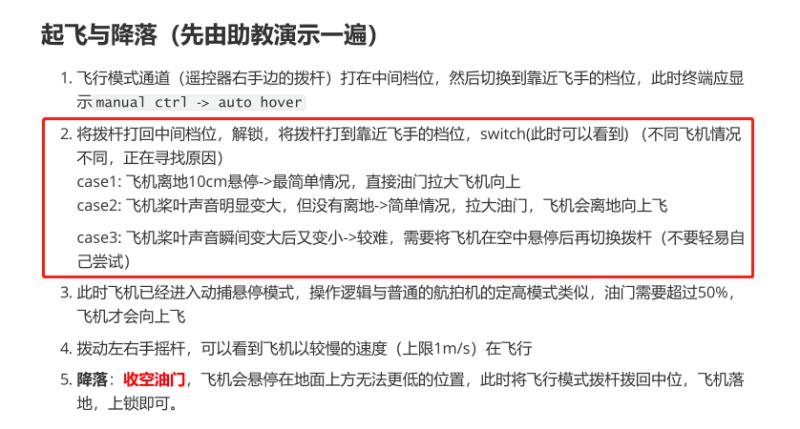 起飞与降落（先由助教演示一遍）
1. 飞行模式通道（遥控器右手边的拨杆）打在中间档位，然后切换到靠近飞手的档位，此时终端应显
示 manual ctrl -> auto hover
2. 将拨杆打回中间档位，解锁，将拨杆打到靠近飞手的档位，switch(此时可以看到) （不同飞机情况
不同，正在寻找原因）
case1: 飞机离地10cm悬停->最简单情况，直接油门拉大飞机向上
case2: 飞机桨叶声音明显变大，但没有离地->简单情况，拉大油门，飞机会离地向上飞
case3: 飞机桨叶声音瞬间变大后又变小->较难，需要将飞机在空中悬停后再切换拨杆（不要轻易自
己尝试）
3. 此时飞机已经进入动捕悬停模式，操作逻辑与普通的航拍机的定高模式类似，油门需要超过50%，
飞机才会向上飞
4. 拨动左右手摇杆，可以看到飞机以较慢的速度（上限1m/s）在飞行
5. 降落：收空油门，飞机会悬停在地面上方无法更低的位置，此时将飞行模式拨杆拨回中位，飞机落
地，上锁即可。